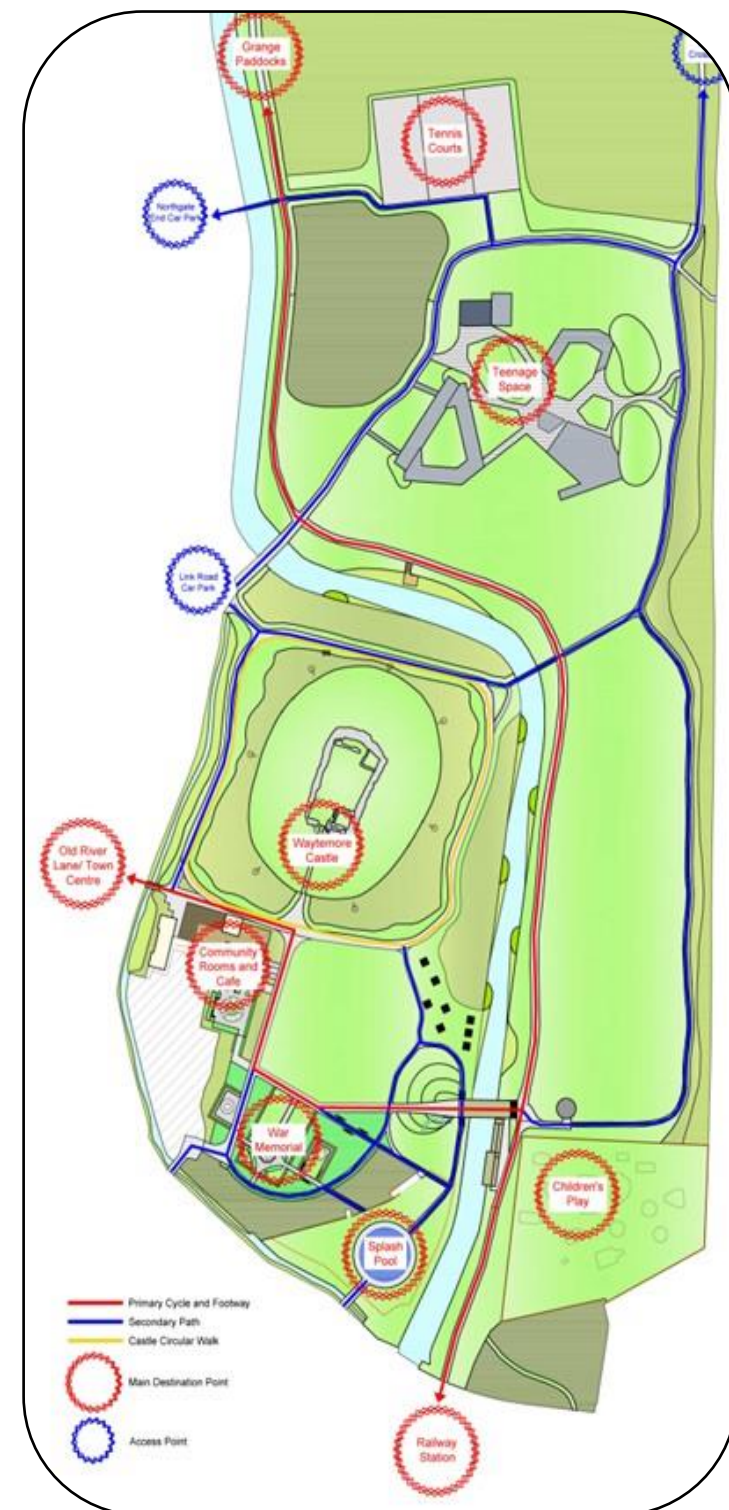 Grange
Paddocks
Tennis
Courts
Northgate
End Car Park
Teenage
Space
Link Road
Car Park
Waytemore
Castle
Old River
Lane/ Town
Centre
Community
Rooms and
Cafe
War
Memorial
Children's
Play
Splash
Pool
Primary Cycle and Footway
Secondary Path
Castle Circular Walk
Main Destination Point
Access Point
Railway
Station